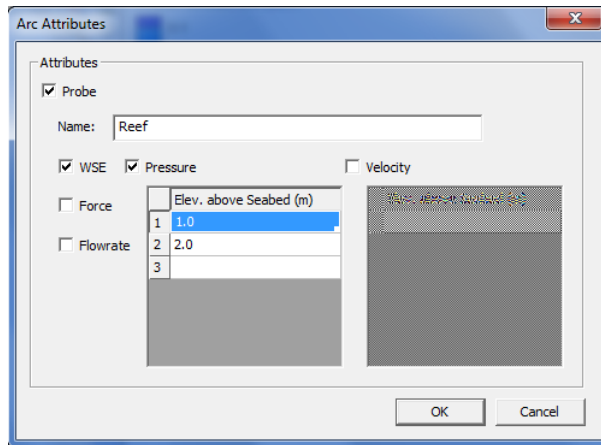 Arc Attributes
Attributes
Probe
Name: Reef
WSE Pressure Velocity
Force
Flowrate
Elev. above Seabed (m)
1 1.0
2 2.0
3
OK Cancel